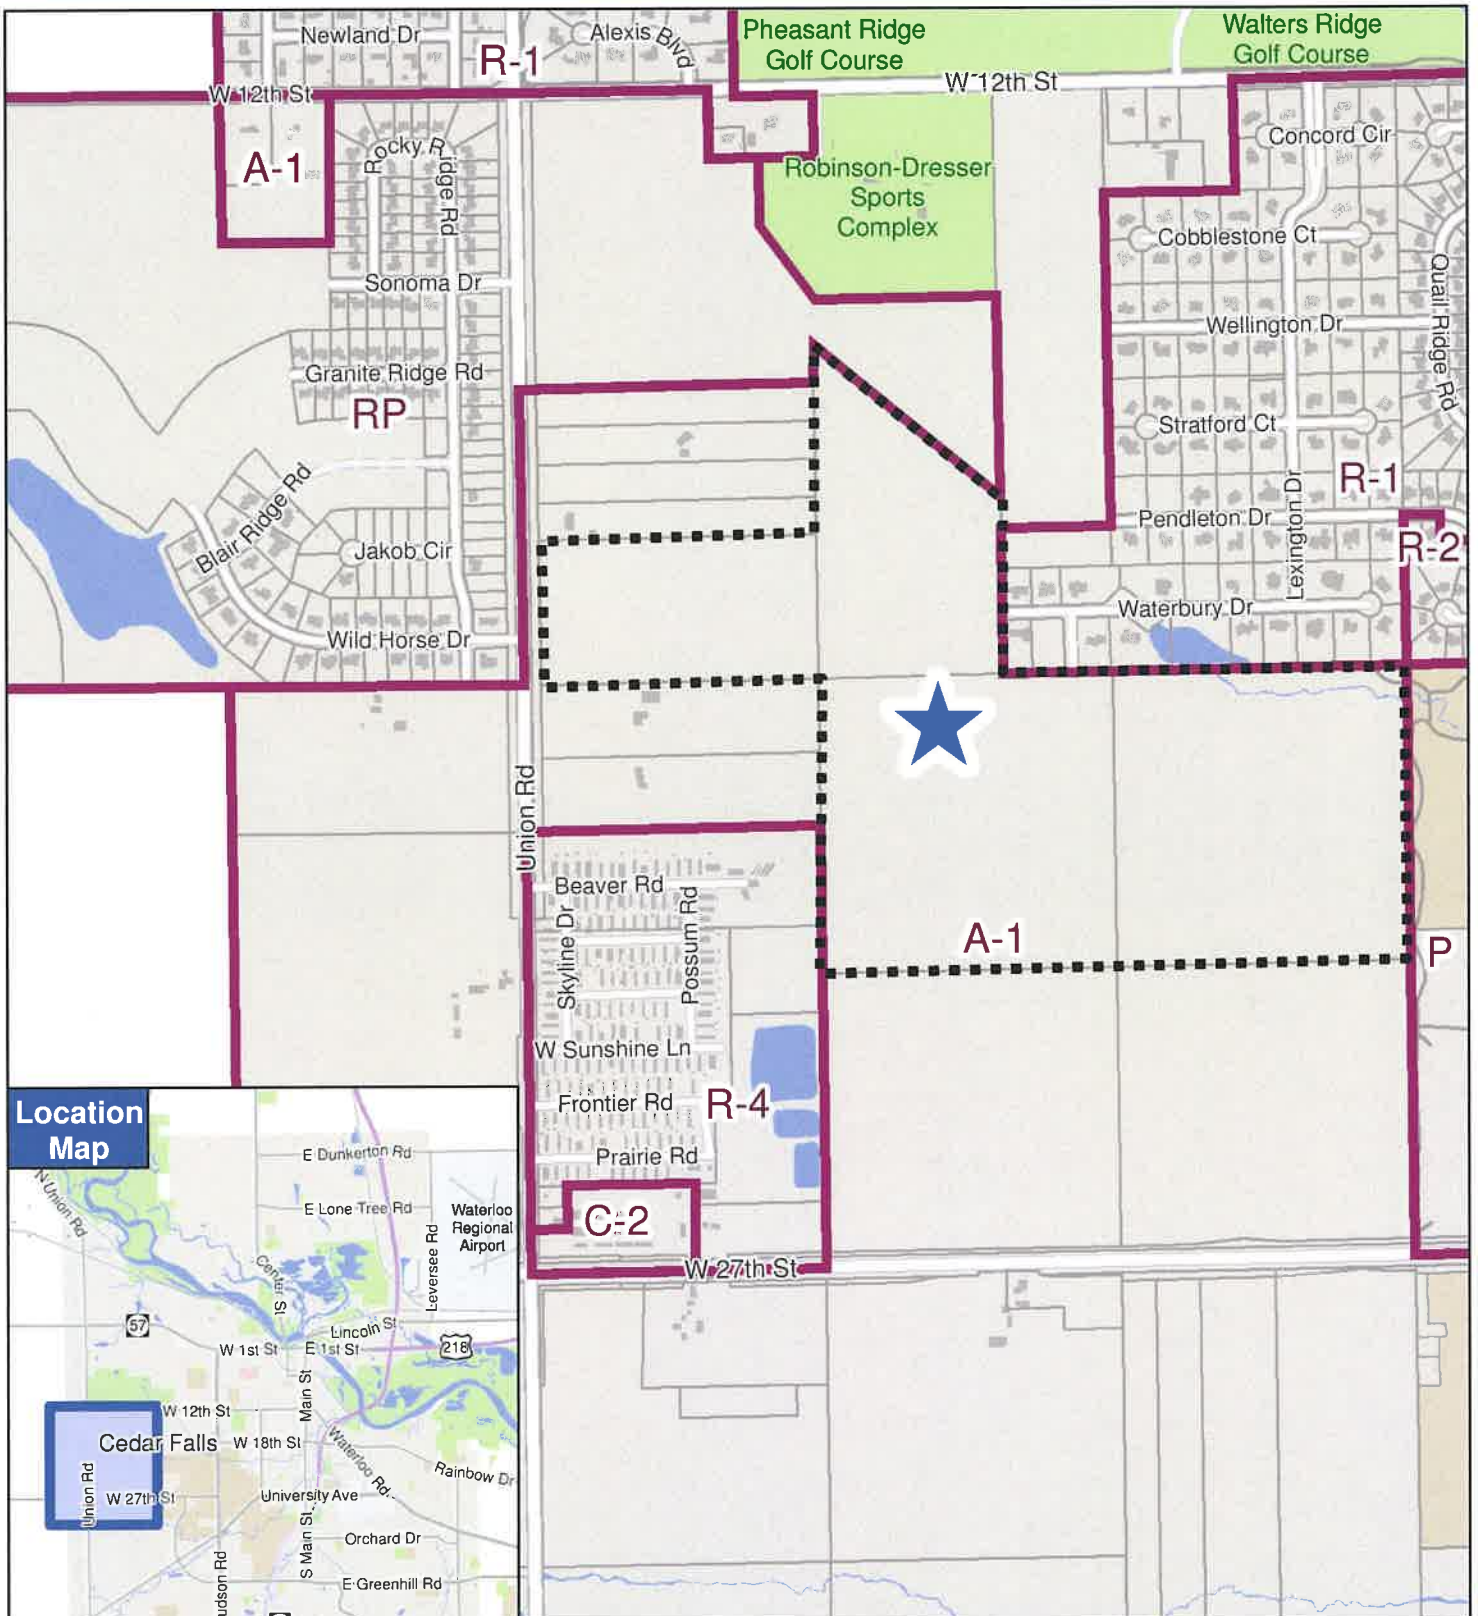 Newland Dr
Alexis Blvd
R-1
Pheasant Ridge
Golf Course
Walters Ridge
Golf Course
W 12th St
W 12th St
A-1
Rocky Ridge Rd
Robinson-Dresser
Sports
Complex
Concord Cir
Cobblestone Ct
Quail Ridge Rd
Sonoma Dr
Wellington Dr
Granite Ridge Rd
RP
Stratford Ct
R-1
Lexington Dr
Pendleton Dr
R-2
Blair Ridge Rd
Jakob Cir
Waterbury Dr
Wild Horse Dr
Union Rd
Beaver Rd
Skyline Dr
Possum Rd
A-1
P
W Sunshine Ln
Frontier Rd
R-4
Prairie Rd
C-2
W 27th St
Location
Map
N Union Rd
E Dunkerton Rd
E Lone Tree Rd
Waterloo
Regional
Airport
Leversee Rd
Center St
57
Lincoln St
W 1st St
E 1st St
218
Main St
W 12th St
Cedar Falls
W 18th St
Waterloo Rd
Rainbow Dr
Union Rd
W 27th St
University Ave
S Main St
Orchard Dr
E Greenhill Rd
udson Rd